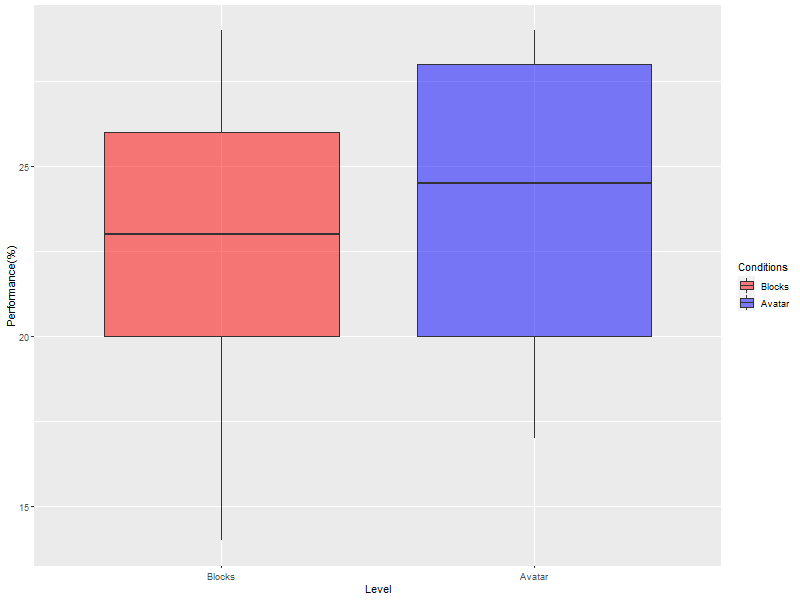 Performance(%)
25
20
15
Blocks
Avatar
Level
Conditions
Blocks
Avatar